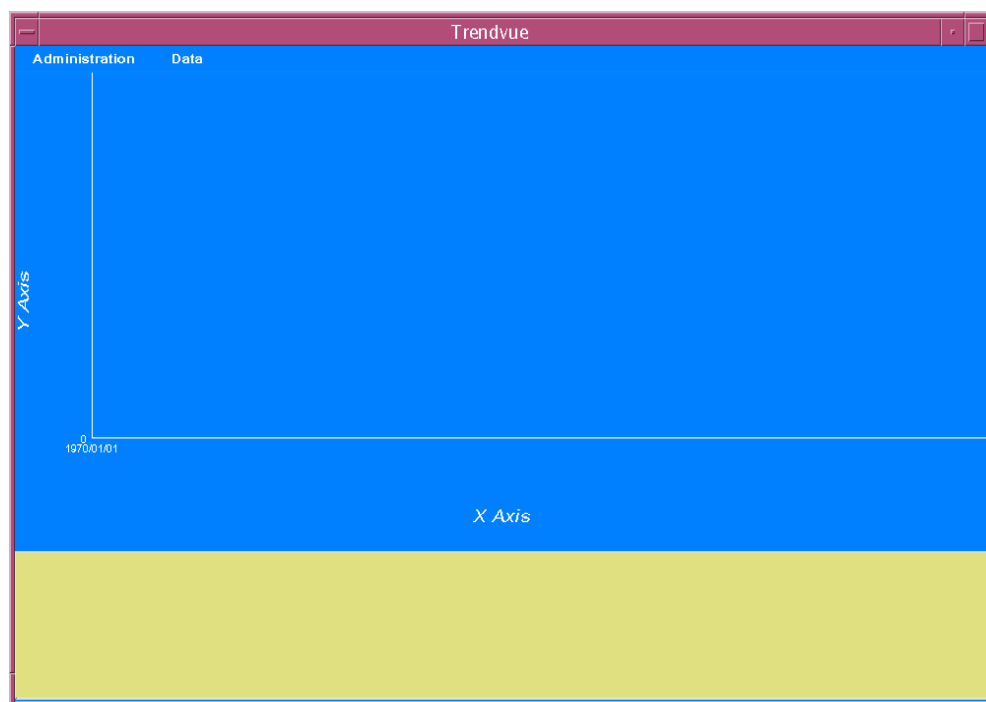 Trendvue
Administration Data
Y Axis
0
1970/01/01
X Axis